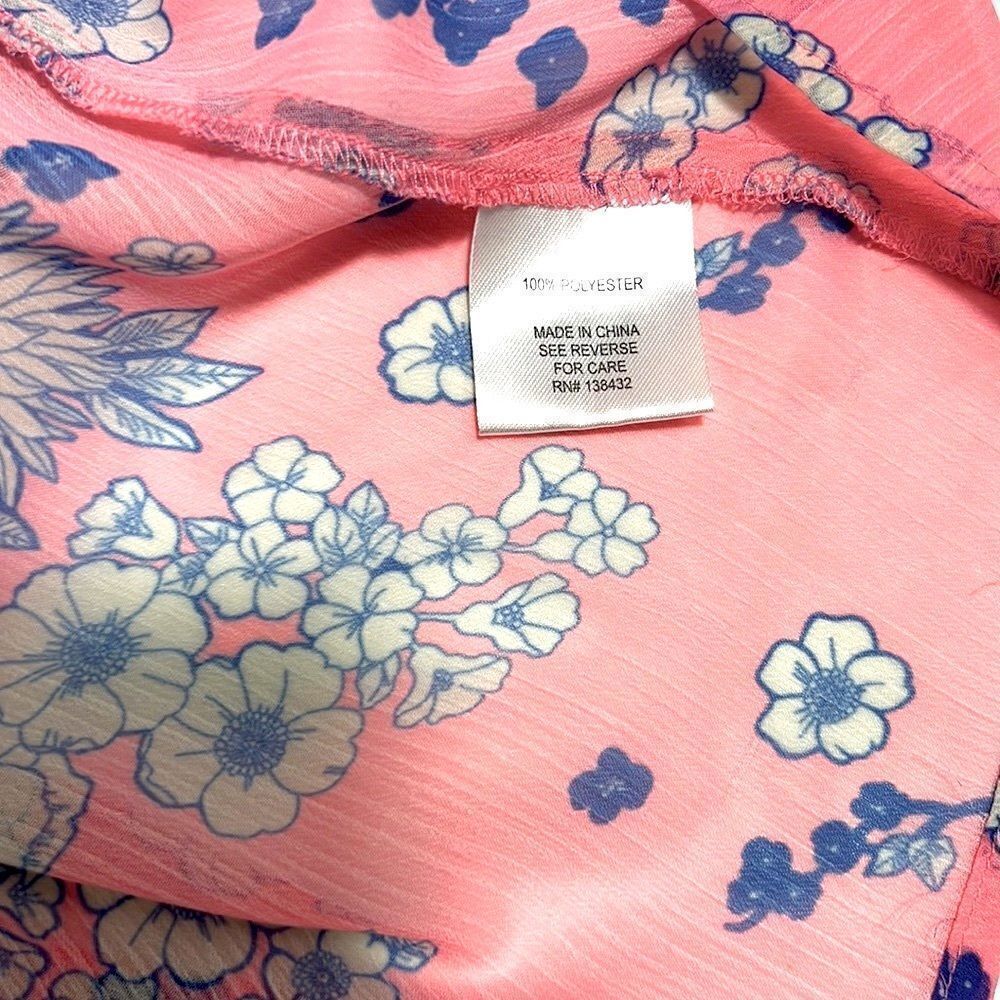 100% POLYESTER
MADE IN CHINA
SEE REVERSE
FOR CARE
RN# 138432